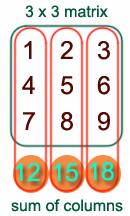 3 x 3 matrix
1 2 3
4 5 6
7 8 9
12 15 18
sum of columns